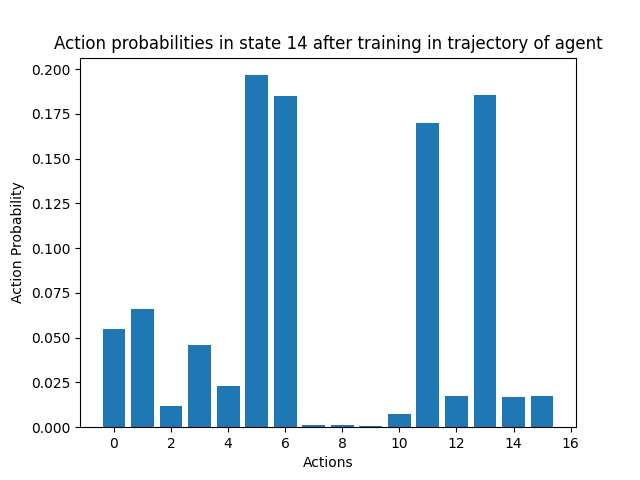 Action probabilities in state 14 after training in trajectory of agent
0.200
0.175
0.150
0.125
0.100
0.075
0.050
0.025
0.000
Action Probability
0 2 4 6 8 10 12 14 16
Actions